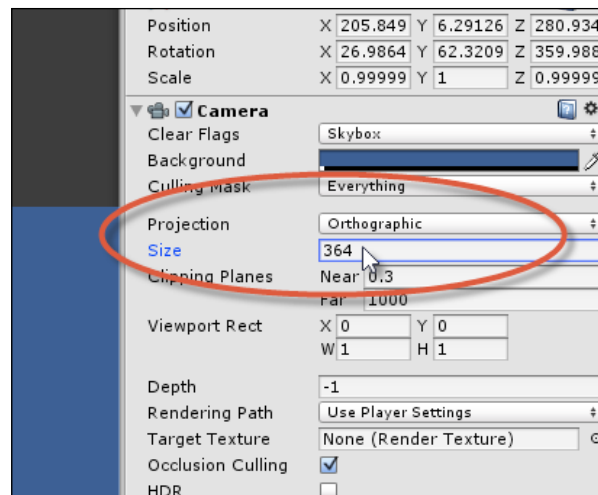 Position X 205.849 Y 6.29126 Z 280.934
Rotation X 26.9864 Y 62.3209 Z 359.988
Scale X 0.99999 Y 1 Z 0.99999
Camera
Clear Flags Skybox
Background
Culling Mask Everything
Projection Orthographic
Size 364
Clipping Planes Near 0.3
Far 1000
Viewport Rect X 0 Y 0
W 1 H 1
Depth -1
Rendering Path Use Player Settings
Target Texture None (Render Texture)
Occlusion Culling
HDR